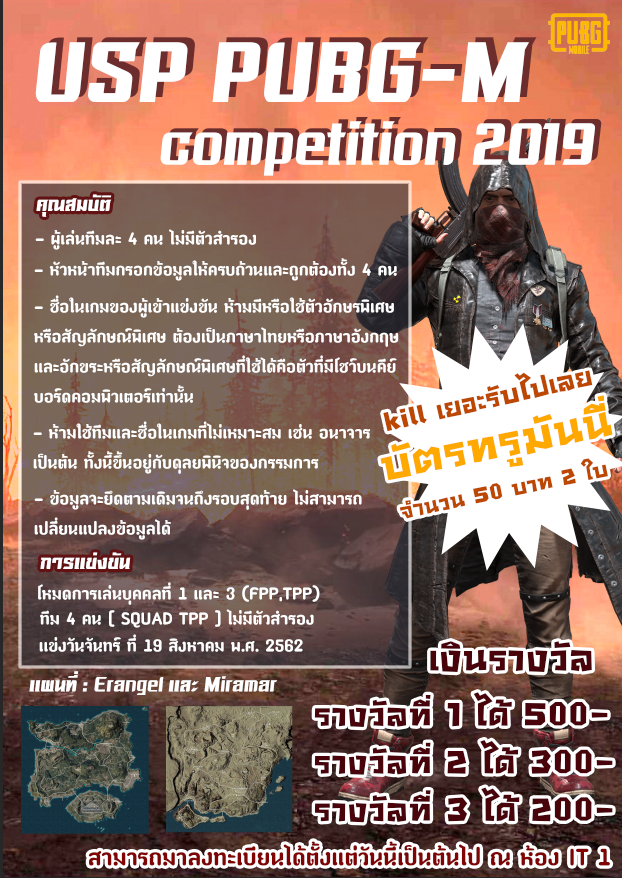 PUBG
MOBILE
USP PUBG-M
competition 2019
คุณสมบัติ
- ผู้เล่นทีมละ 4 คน ไม่มีตัวสำรอง
- หัวหน้าทีมกรอกข้อมูลให้ครบถ้วนและถูกต้องทั้ง 4 คน
- ชื่อในเกมของผู้เข้าแข่งขัน ห้ามมีหรือใช้ตัวอักษรพิเศษ
หรือสัญลักษณ์พิเศษ ต้องเป็นภาษาไทยหรือภาษาอังกฤษ
และอักขระหรือสัญลักษณ์พิเศษที่ใช้ได้คือตัวที่มีโชว์บนคีย์
บอร์ดคอมพิวเตอร์เท่านั้น
- ห้ามใช้ทีมและชื่อในเกมที่ไม่เหมาะสม เช่น อนาจาร
เป็นต้น ทั้งนี้ขึ้นอยู่กับดุลยพินิจของกรรมการ
- ข้อมูลจะยึดตามเดิมจนถึงรอบสุดท้าย ไม่สามารถ
เปลี่ยนแปลงข้อมูลได้
การแข่งขัน
โหมดการเล่นบุคคลที่ 1 และ 3 (FPP,TPP)
ทีม 4 คน [ SQUAD TPP ] ไม่มีตัวสำรอง
แข่งวันจันทร์ ที่ 19 สิงหาคม พ.ศ. 2562
kill เยอะรับไปเลย
บัตรทรูมันนี่
จำนวน 50 บาท 2 ใบ
แผนที่ : Erangel และ Miramar
เงินรางวัล
รางวัลที่ 1 ได้ 500-
รางวัลที่ 2 ได้ 300-
รางวัลที่ 3 ได้ 200-
สามารถมาลงทะเบียนได้ตั้งแต่วันนี้เป็นต้นไป ณ ห้อง IT 1